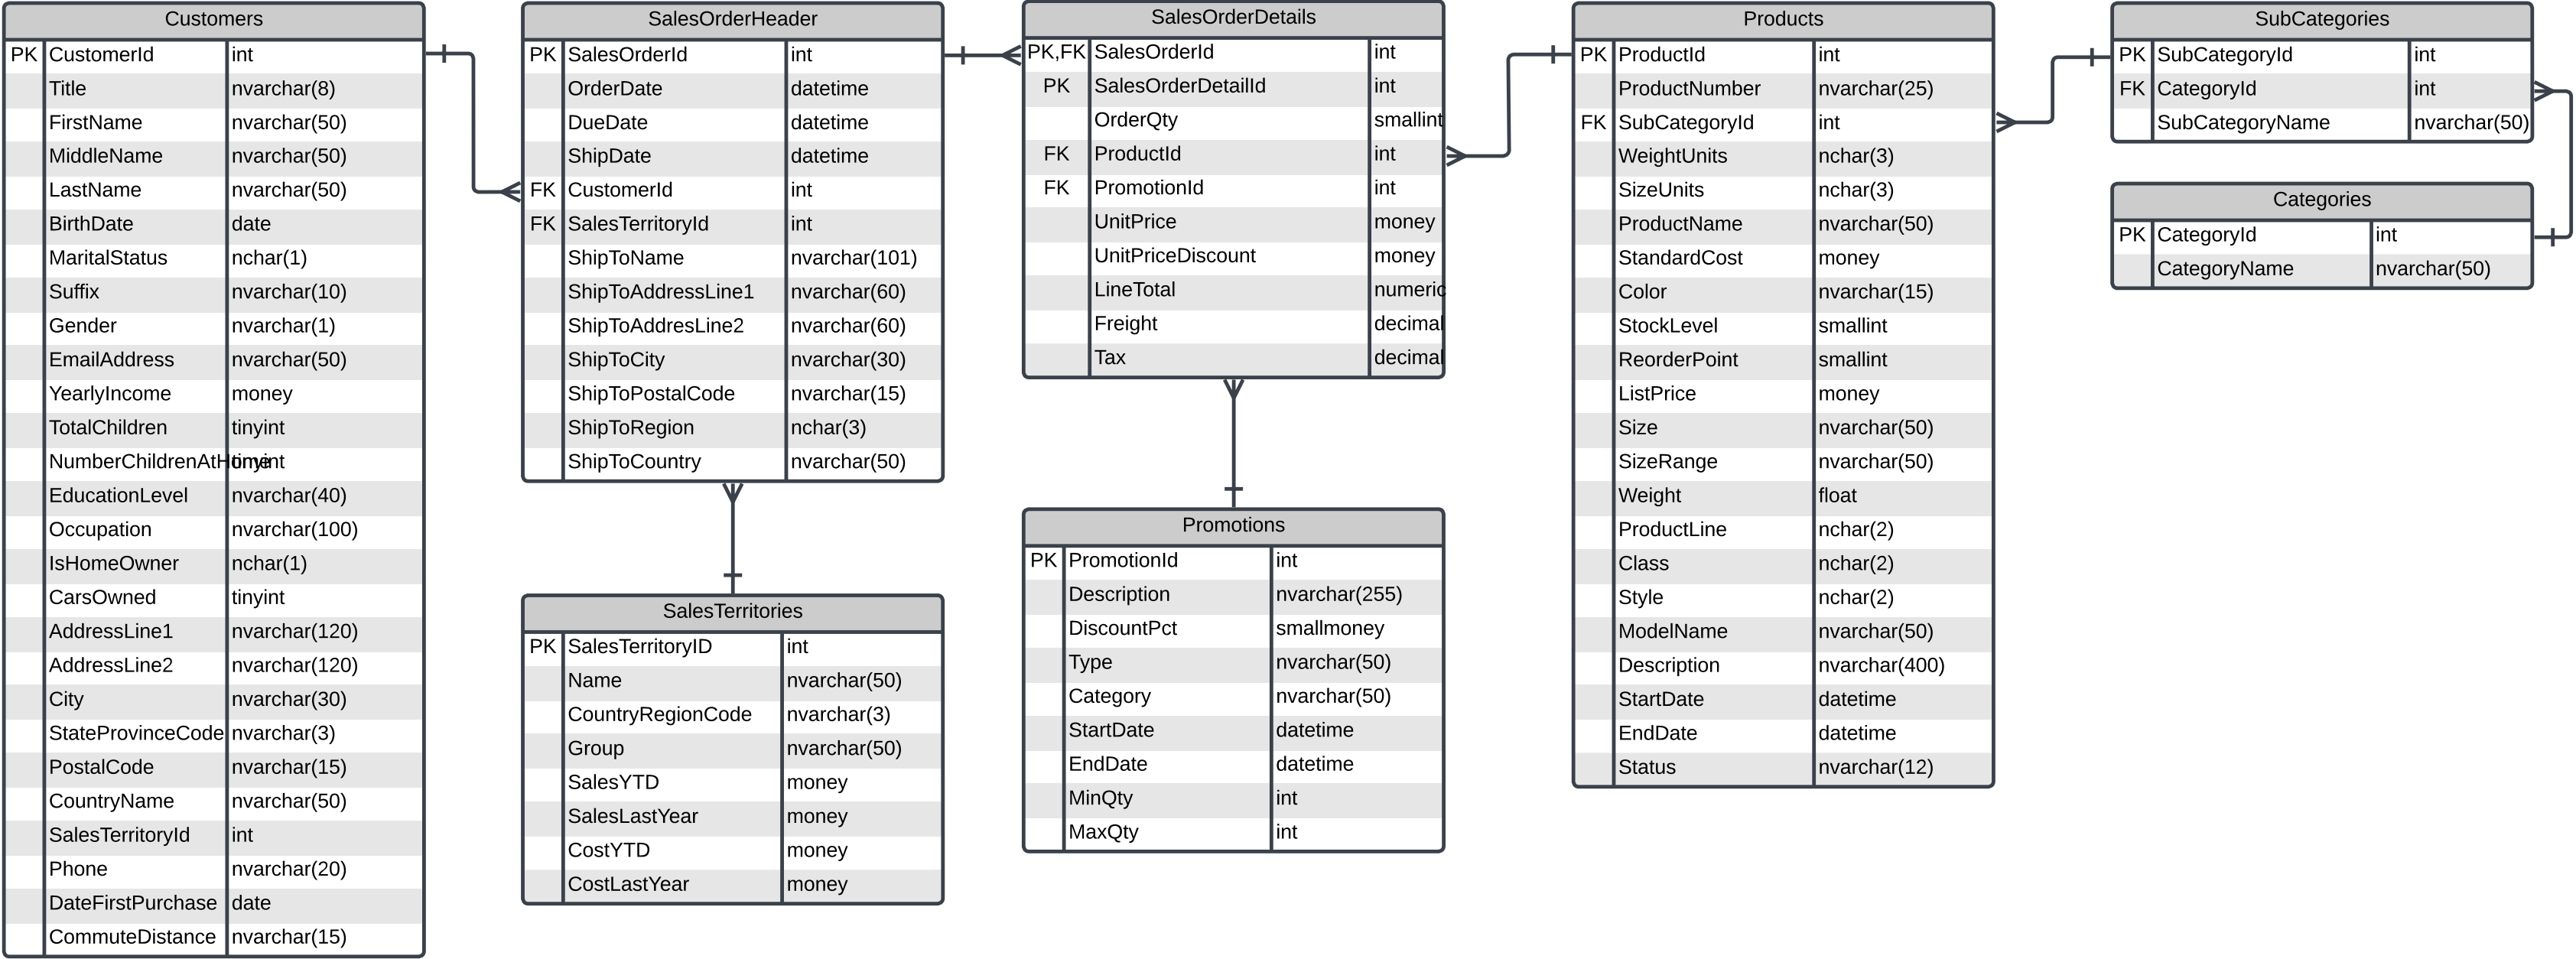 Customers
PK CustomerId int
Title nvarchar(8)
FirstName nvarchar(50)
MiddleName nvarchar(50)
LastName nvarchar(50)
BirthDate date
MaritalStatus nchar(1)
Suffix nvarchar(10)
Gender nvarchar(1)
EmailAddress nvarchar(50)
YearlyIncome money
TotalChildren tinyint
NumberChildrenAtHome tinyint
EducationLevel nvarchar(40)
Occupation nvarchar(100)
IsHomeOwner nchar(1)
CarsOwned tinyint
AddressLine1 nvarchar(120)
AddressLine2 nvarchar(120)
City nvarchar(30)
StateProvinceCode nvarchar(3)
PostalCode nvarchar(15)
CountryName nvarchar(50)
SalesTerritoryId int
Phone nvarchar(20)
DateFirstPurchase date
CommuteDistance nvarchar(15)
SalesOrderHeader
PK SalesOrderId int
OrderDate datetime
DueDate datetime
ShipDate datetime
FK CustomerId int
FK SalesTerritoryId int
ShipToName nvarchar(101)
ShipToAddressLine1 nvarchar(60)
ShipToAddresLine2 nvarchar(60)
ShipToCity nvarchar(30)
ShipToPostalCode nvarchar(15)
ShipToRegion nchar(3)
ShipToCountry nvarchar(50)
SalesTerritories
PK SalesTerritoryID int
Name nvarchar(50)
CountryRegionCode nvarchar(3)
Group nvarchar(50)
SalesYTD money
SalesLastYear money
CostYTD money
CostLastYear money
SalesOrderDetails
PK,FK SalesOrderId int
PK SalesOrderDetailId int
OrderQty smallint
FK ProductId int
FK PromotionId int
UnitPrice money
UnitPriceDiscount money
LineTotal numeric
Freight decimal
Tax decimal
Promotions
PK PromotionId int
Description nvarchar(255)
DiscountPct smallmoney
Type nvarchar(50)
Category nvarchar(50)
StartDate datetime
EndDate datetime
MinQty int
MaxQty int
Products
PK ProductId int
ProductNumber nvarchar(25)
FK SubCategoryId int
WeightUnits nchar(3)
SizeUnits nchar(3)
ProductName nvarchar(50)
StandardCost money
Color nvarchar(15)
StockLevel smallint
ReorderPoint smallint
ListPrice money
Size nvarchar(50)
SizeRange nvarchar(50)
Weight float
ProductLine nchar(2)
Class nchar(2)
Style nchar(2)
ModelName nvarchar(50)
Description nvarchar(400)
StartDate datetime
EndDate datetime
Status nvarchar(12)
SubCategories
PK SubCategoryId int
FK CategoryId int
SubCategoryName nvarchar(50)
Categories
PK CategoryId int
CategoryName nvarchar(50)